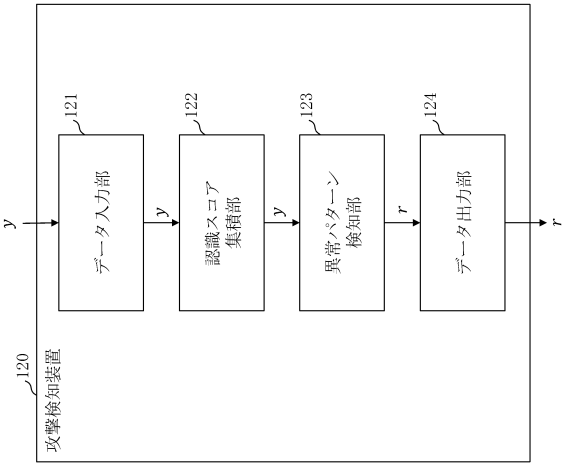 120
攻撃検知装置
y
121
データ入力部
y
122
認識スコア
集積部
y
123
異常パターン
検知部
r
124
データ出力部
r